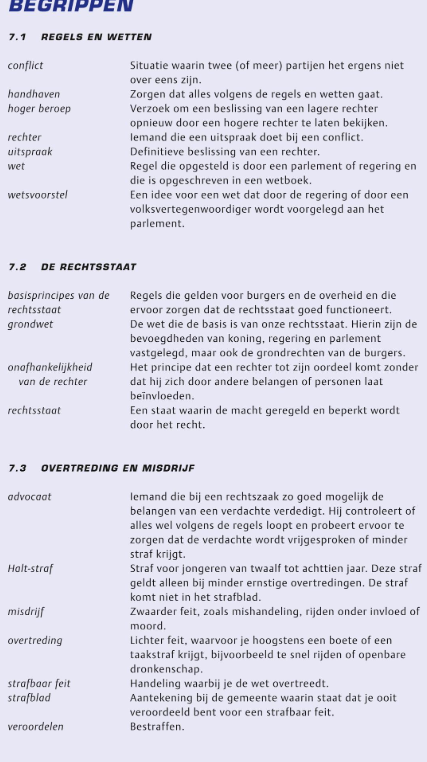 BEGRIPPEN
7.1 REGELS EN WETTEN
conflict Situatie waarin twee (of meer) partijen het ergens niet
over eens zijn.
handhaven Zorgen dat alles volgens de regels en wetten gaat.
hoger beroep Verzoek om een beslissing van een lagere rechter
opnieuw door een hogere rechter te laten bekijken.
rechter Iemand die een uitspraak doet bij een conflict.
uitspraak Definitieve beslissing van een rechter.
wet Regel die opgesteld is door een parlement of regering en
die is opgeschreven in een wetboek.
wetsvoorstel Een idee voor een wet dat door de regering of door een
volksvertegenwoordiger wordt voorgelegd aan het
parlement.
7.2 DE RECHTSSTAAT
basisprincipes van de Regels die gelden voor burgers en de overheid en die
rechtsstaat ervoor zorgen dat de rechtsstaat goed functioneert.
grondwet De wet die de basis is van onze rechtsstaat. Hierin zijn de
bevoegdheden van koning, regering en parlement
vastgelegd, maar ook de grondrechten van de burgers.
onafhankelijkheid Het principe dat een rechter tot zijn oordeel komt zonder
van de rechter dat hij zich door andere belangen of personen laat
beïnvloeden.
rechtsstaat Een staat waarin de macht geregeld en beperkt wordt
door het recht.
7.3 OVERTREDING EN MISDRIJF
advocaat Iemand die bij een rechtszaak zo goed mogelijk de
belangen van een verdachte verdedigt. Hij controleert of
alles wel volgens de regels loopt en probeert ervoor te
zorgen dat de verdachte wordt vrijgesproken of minder
straf krijgt.
Halt-straf Straf voor jongeren van twaalf tot achttien jaar. Deze straf
geldt alleen bij minder ernstige overtredingen. De straf
komt niet in het strafblad.
misdrijf Zwaarder feit, zoals mishandeling, rijden onder invloed of
moord.
overtreding Lichter feit, waarvoor je hoogstens een boete of een
taakstraf krijgt, bijvoorbeeld te snel rijden of openbare
dronkenschap.
strafbaar feit Handeling waarbij je de wet overtreedt.
strafblad Aantekening bij de gemeente waarin staat dat je ooit
veroordeeld bent voor een strafbaar feit.
veroordelen Bestraffen.